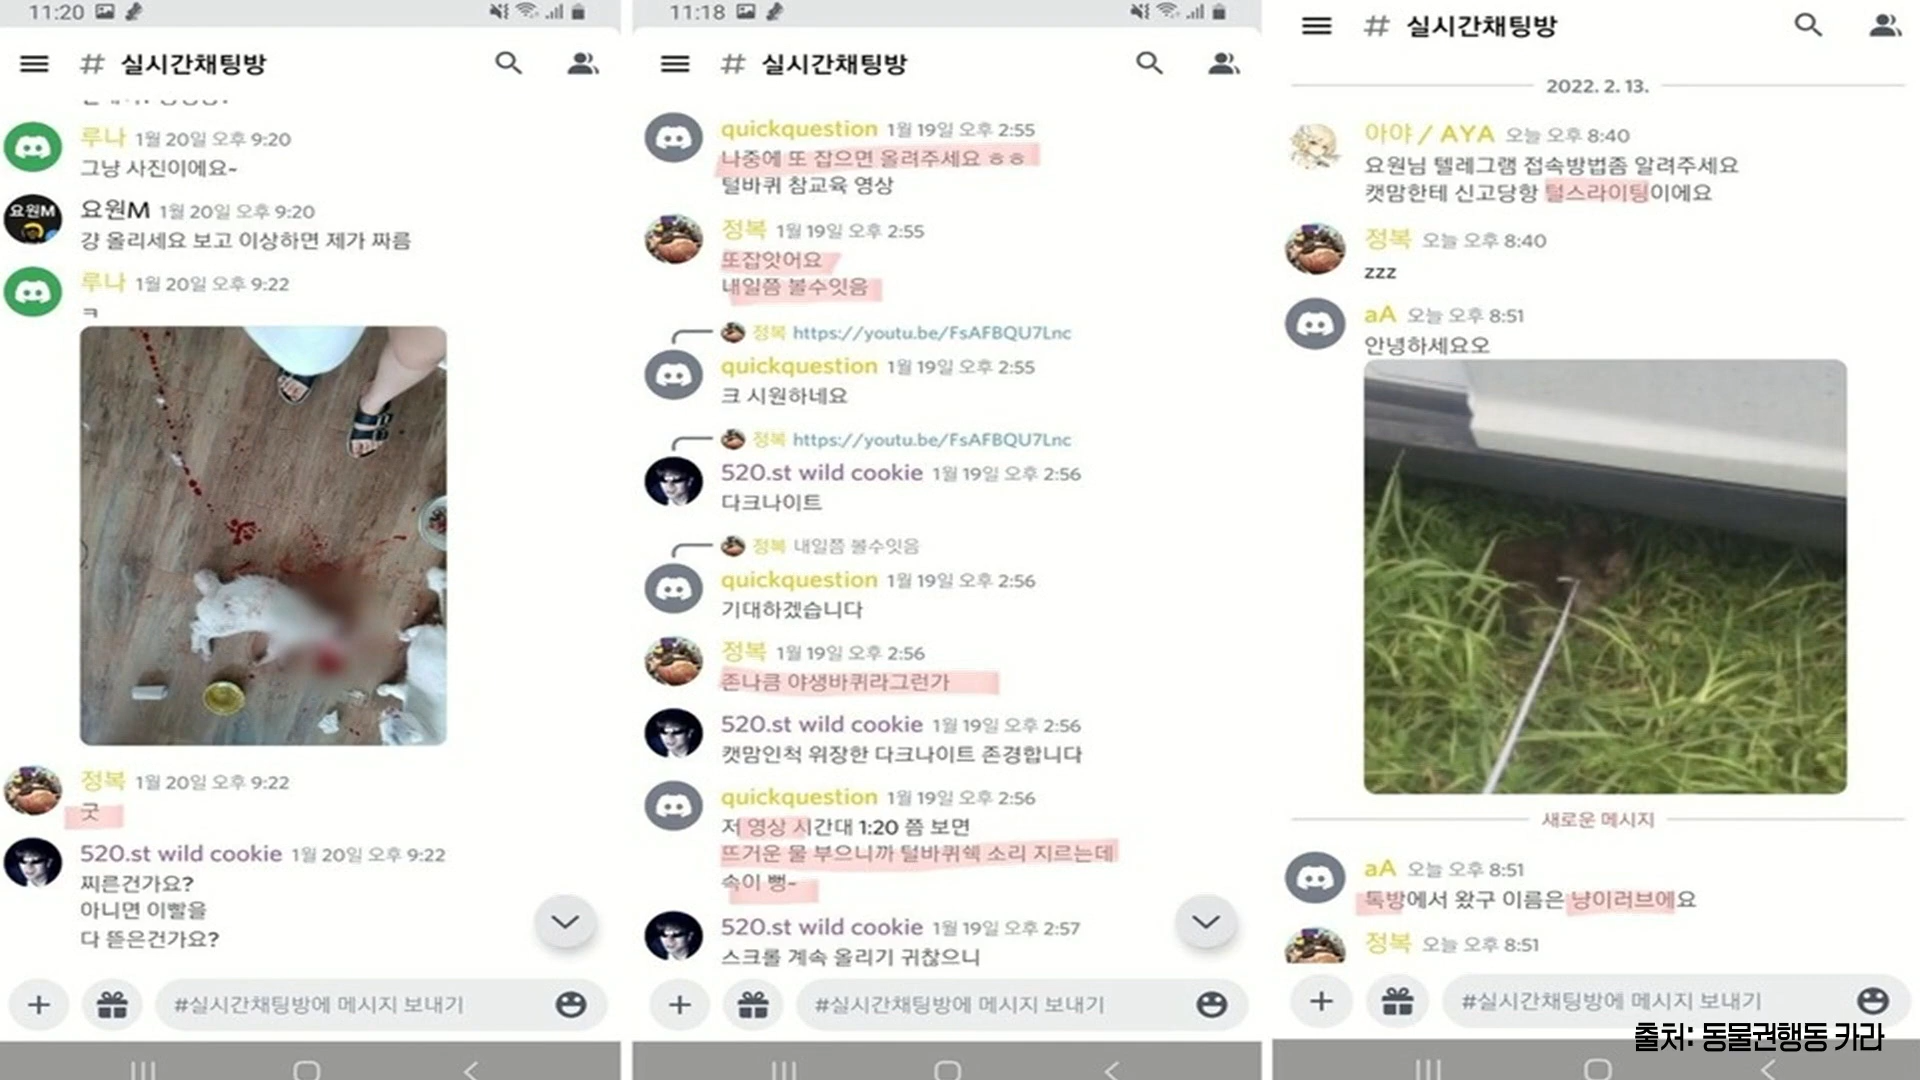 11:20
# 실시간채팅방
루나 1월 20일 오후 9:20
그냥 사진이에요~
요원M
요원M 1월 20일 오후 9:20
걍 올리세요 보고 이상하면 제가 짜름
루나 1월 20일 오후 9:22
ㅋ
정복 1월 20일 오후 9:22
굿
520.st wild cookie 1월 20일 오후 9:22
찌른건가요?
아니면 이빨을
다 뜯은건가요?
#실시간채팅방에 메시지 보내기
11:18
# 실시간채팅방
quickquestion 1월 19일 오후 2:55
나중에 또 잡으면 올려주세요 ㅎㅎ
털바퀴 참교육 영상
정복 1월 19일 오후 2:55
또잡앗어요
내일쯤 볼수잇음
정복 https://youtu.be/FsAFBQU7Lnc
quickquestion 1월 19일 오후 2:55
크 시원하네요
정복 https://youtu.be/FsAFBQU7Lnc
520.st wild cookie 1월 19일 오후 2:56
다크나이트
정복 내일쯤 볼수잇음
quickquestion 1월 19일 오후 2:56
기대하겠습니다
정복 1월 19일 오후 2:56
존나큼 야생바퀴라그런가
520.st wild cookie 1월 19일 오후 2:56
캣맘인척 위장한 다크나이트 존경합니다
quickquestion 1월 19일 오후 2:56
저 영상 시간대 1:20 쯤 보면
뜨거운 물 부으니까 털바퀴쉑 소리 지르는데
속이 뻥~
520.st wild cookie 1월 19일 오후 2:57
스크롤 계속 올리기 귀찮으니
#실시간채팅방에 메시지 보내기
# 실시간채팅방
2022. 2. 13.
아야 / AYA 오늘 오후 8:40
요원님 텔레그램 접속방법좀 알려주세요
캣맘한테 신고당항 털스라이팅이에요
정복 오늘 오후 8:40
zzz
aA 오늘 오후 8:51
안녕하세요오
새로운 메시지
aA 오늘 오후 8:51
톡방에서 왔구 이름은 냥이러브에요
정복 오늘 오후 8:51
#실시간채팅방에 메시지 보내기
출처: 동물권행동 카라